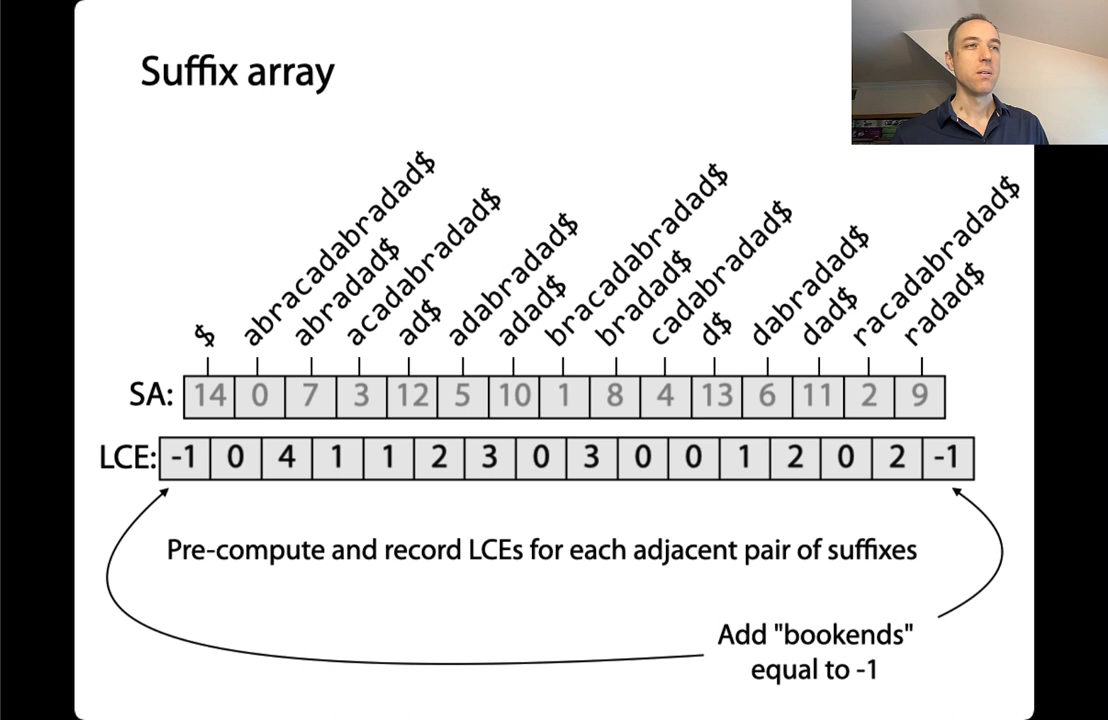 Suffix array
$
abracadabradad$
abradad$
acadabradad$
ad$
adabradad$
adad$
bracadabradad$
bradad$
cadabradad$
d$
dabradad$
dad$
racadabradad$
radad$
SA: 14 0 7 3 12 5 10 1 8 4 13 6 11 2 9
LCE: -1 0 4 1 1 2 3 0 3 0 0 1 2 0 2 -1
Pre-compute and record LCEs for each adjacent pair of suffixes
Add "bookends"
equal to -1